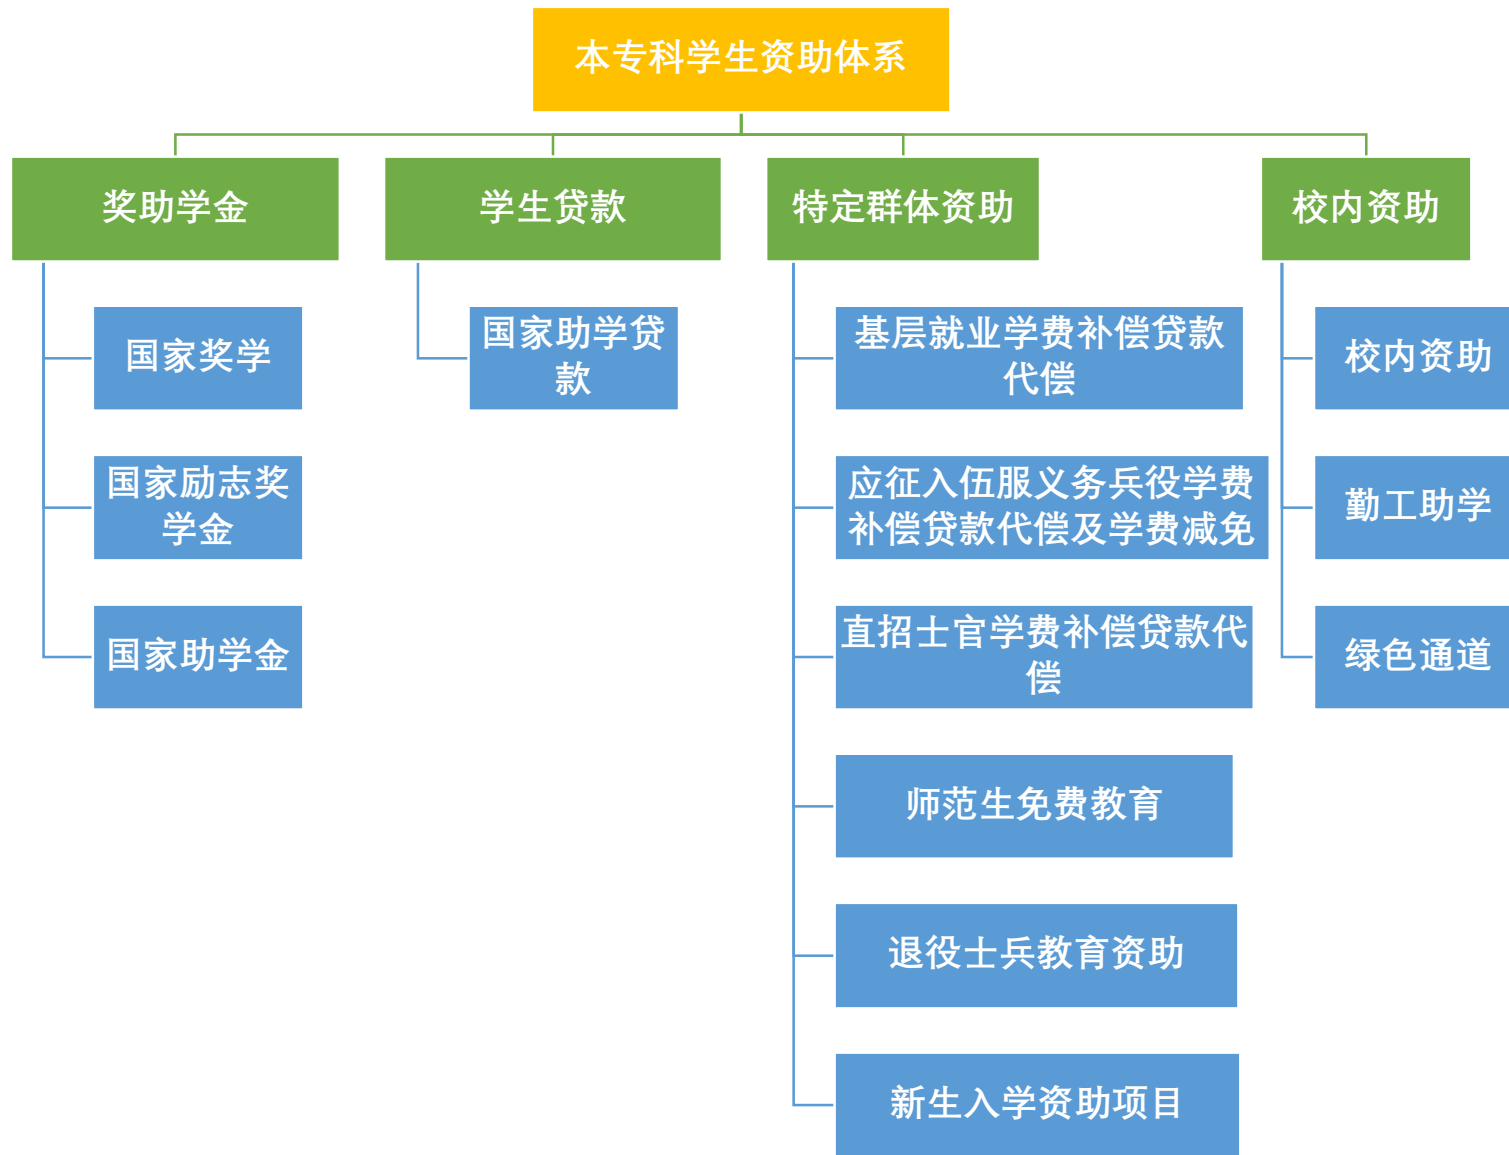 本专科学生资助体系
奖助学金
国家奖学
国家励志奖
学金
国家助学金
学生贷款
国家助学贷
款
特定群体资助
基层就业学费补偿贷款
代偿
应征入伍服义务兵役学费
补偿贷款代偿及学费减免
直招士官学费补偿贷款代
偿
师范生免费教育
退役士兵教育资助
新生入学资助项目
校内资助
校内资助
勤工助学
绿色通道